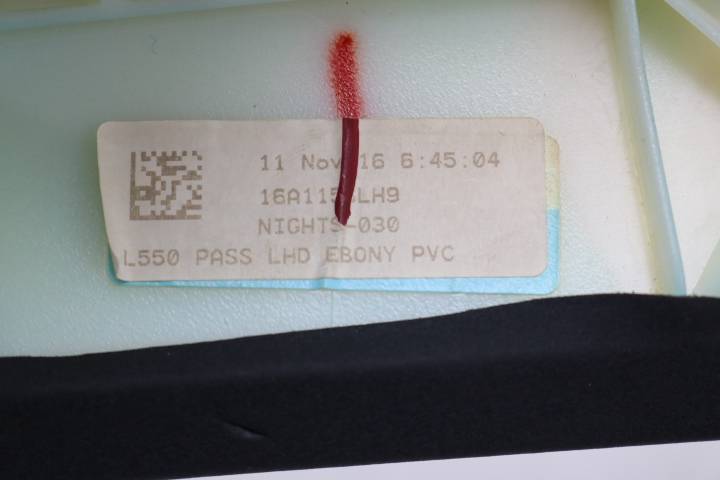 11 Nov 16 6:45:04
NIGHTS-030
L550 PASS LHD EBONY PVC